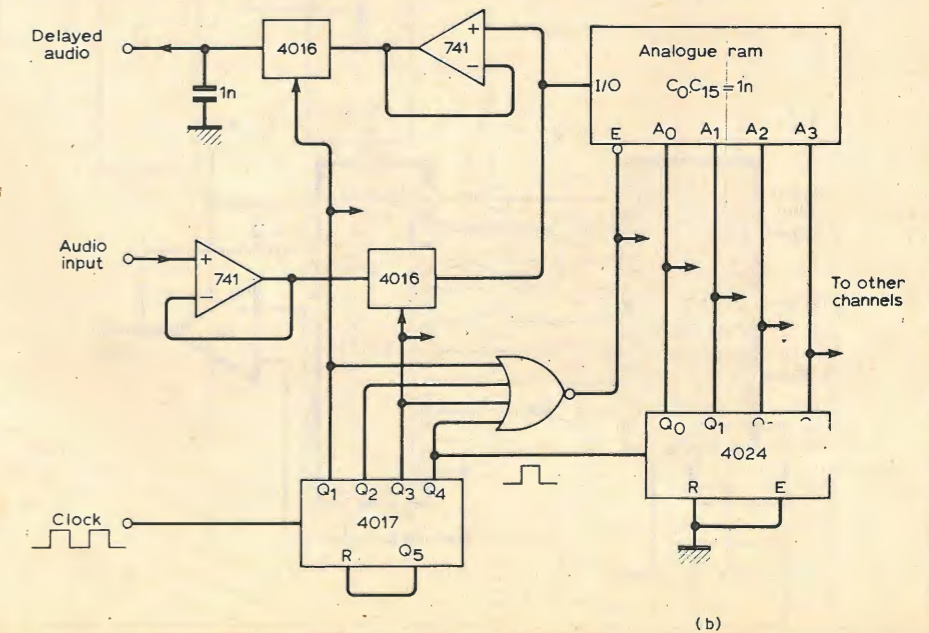 Delayed
audio
4016
741
+
−
1n
Analogue ram
I/O
C₀C₁₅=1n
E A₀ A₁ A₂ A₃
Audio
input
+
−
741
4016
To other
channels
Q₀ Q₁
4024
R E
Q₁ Q₂ Q₃ Q₄
4017
Q₅
R
Clock
(b)